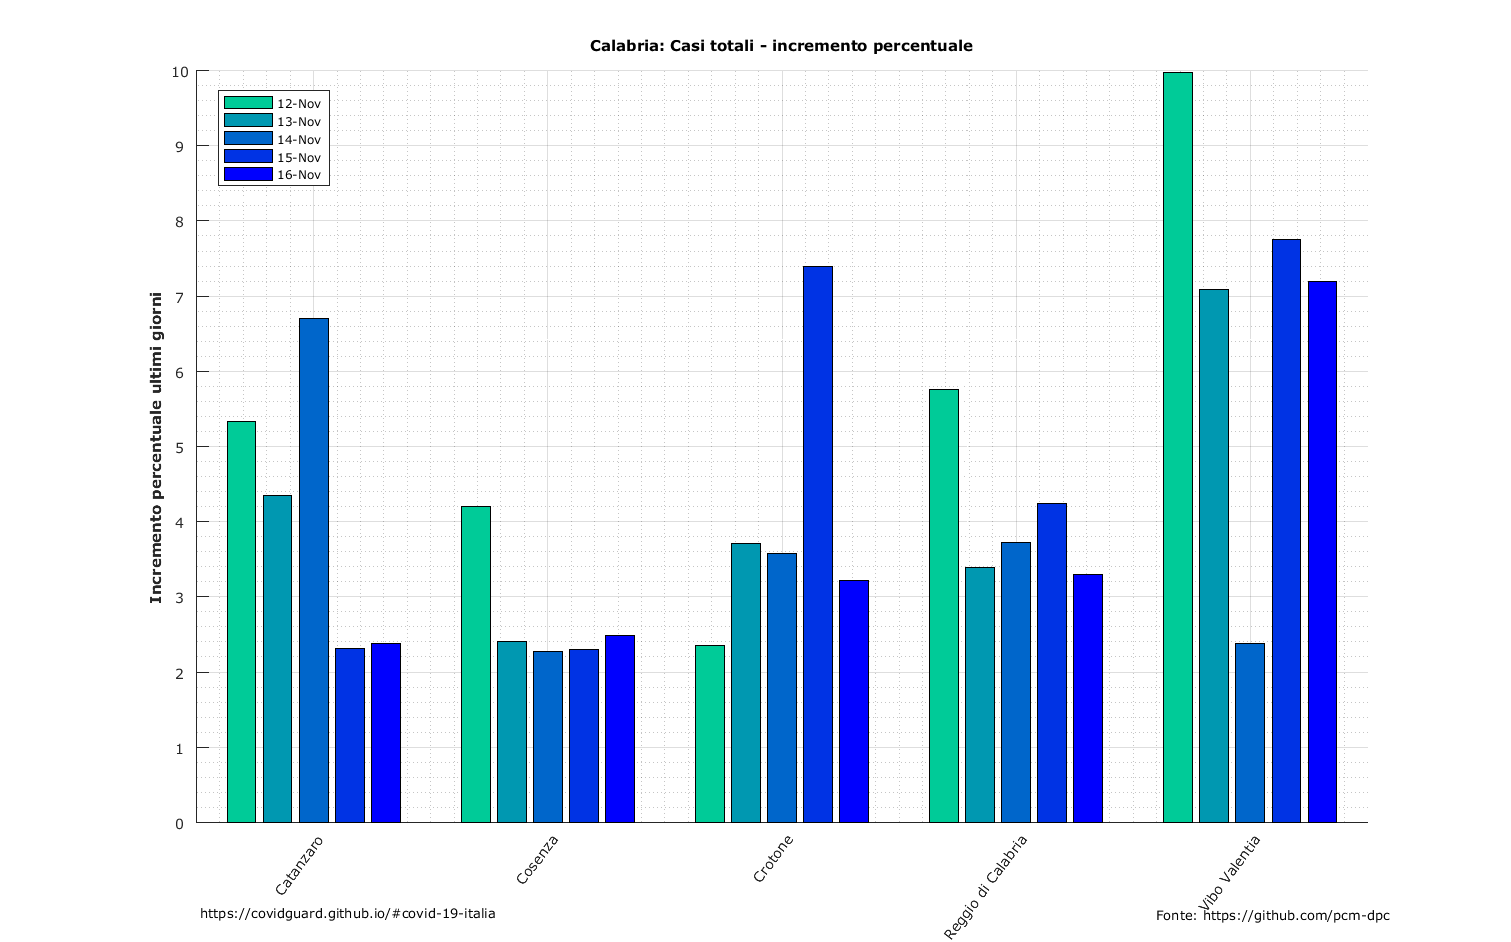 Calabria: Casi totali - incremento percentuale
10
9
8
7
6
5
4
3
2
1
0
12-Nov
13-Nov
14-Nov
15-Nov
16-Nov
Incremento percentuale ultimi giorni
Catanzaro
Cosenza
Crotone
Reggio di Calabria
Vibo Valentia
https://covidguard.github.io/#covid-19-italia
Fonte: https://github.com/pcm-dpc